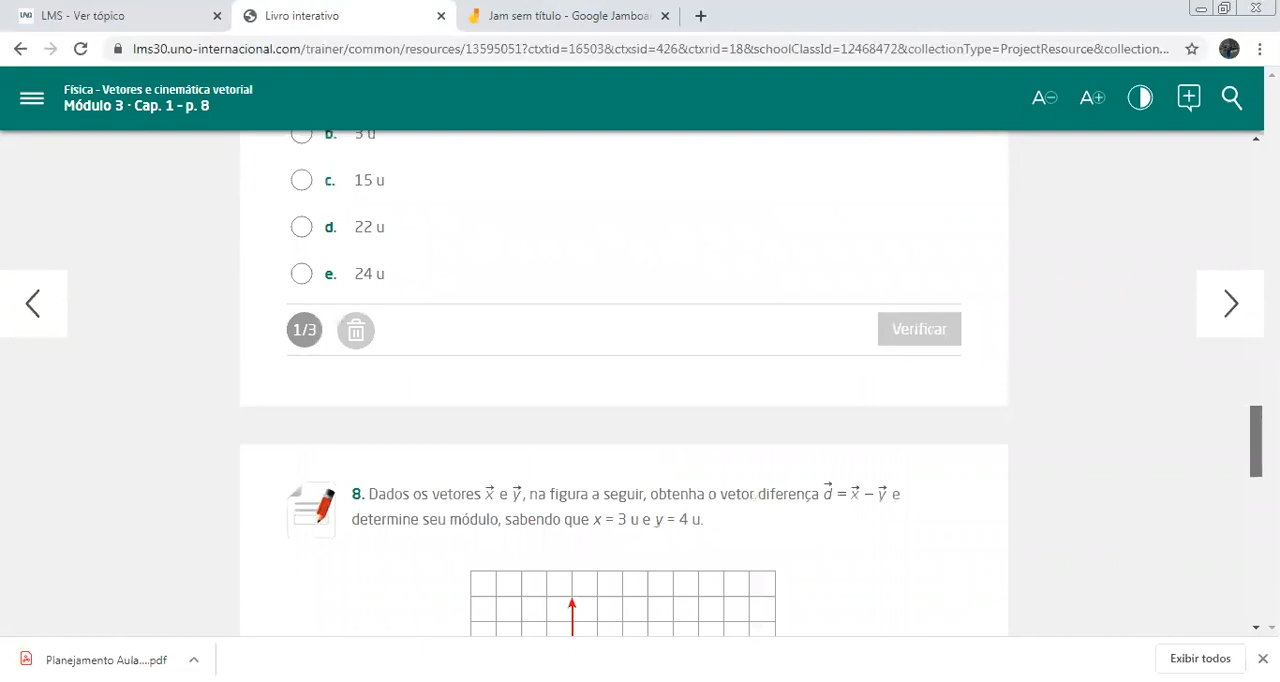 LMS - Ver tópico
Livro interativo
Jam sem título - Google Jamboa
lms30.uno-internacional.com/trainer/common/resources/13595051?ctxtid=16503&ctxsid=426&ctxrid=18&schoolClassId=12468472&collectionType=ProjectResource&collection...
Física - Vetores e cinemática vetorial
Módulo 3 · Cap. 1 - p. 8
A A
b. 3 u
c. 15 u
d. 22 u
e. 24 u
1/3
Verificar
8. Dados os vetores x⃗ e y⃗, na figura a seguir, obtenha o vetor diferença d⃗ = x⃗ − y⃗ e
determine seu módulo, sabendo que x = 3 u e y = 4 u.
Planejamento Aula....pdf
Exibir todos